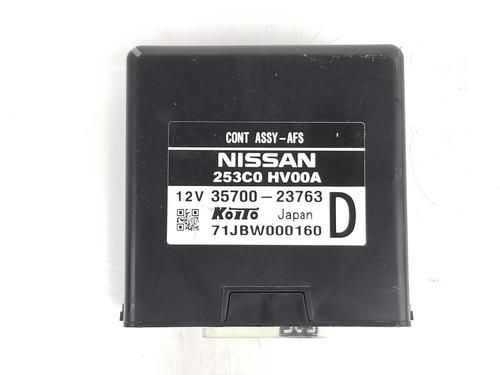 CONT ASSY-AFS
NISSAN
253C0 HV00A
12V 35700-23763
KOITO Japan D
71JBW000160